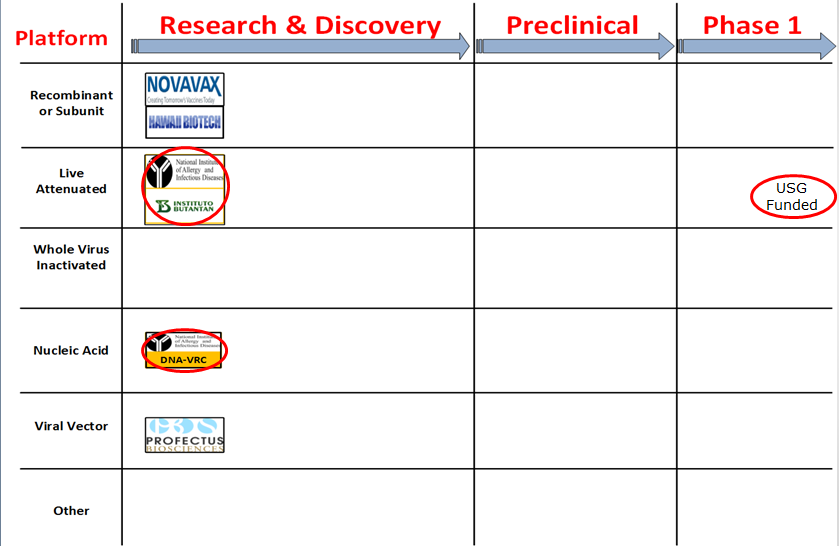 Platform
Research & Discovery
Preclinical
Phase 1
Recombinant
or Subunit
NOVAVAX
Creating Tomorrow's Vaccines Today
HAWAII BIOTECH
Live
Attenuated
National Institute
of Allergy and
Infectious Diseases
INSTITUTO
BUTANTAN
USG
Funded
Whole Virus
Inactivated
Nucleic Acid
National Institute
of Allergy and
Infectious Diseases
DNA-VRC
Viral Vector
PROFECTUS
BIOSCIENCES
Other